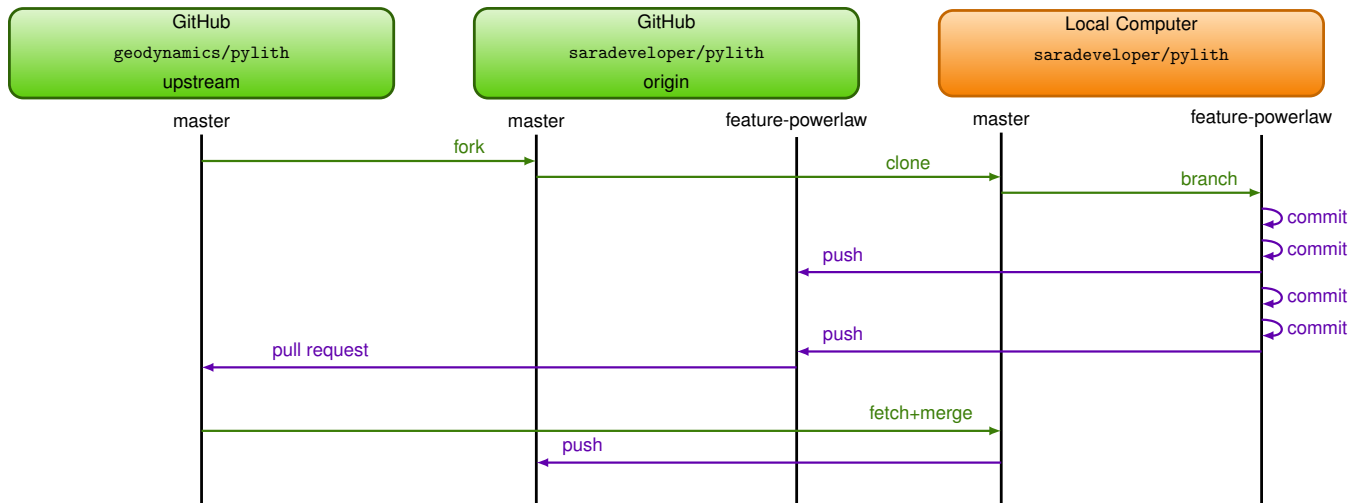 GitHub
geodynamics/pylith
upstream
GitHub
saradeveloper/pylith
origin
Local Computer
saradeveloper/pylith
master
master
feature-powerlaw
master
feature-powerlaw
fork
clone
branch
commit
commit
push
commit
commit
push
pull request
fetch+merge
push